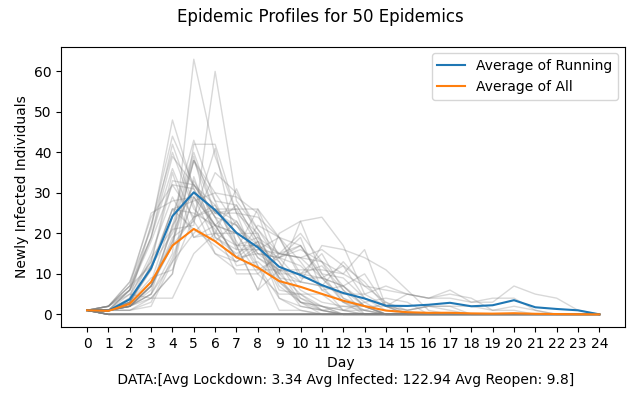 Epidemic Profiles for 50 Epidemics
Newly Infected Individuals
60
50
40
30
20
10
0
Average of Running
Average of All
0 1 2 3 4 5 6 7 8 9 10 11 12 13 14 15 16 17 18 19 20 21 22 23 24
Day
DATA:[Avg Lockdown: 3.34 Avg Infected: 122.94 Avg Reopen: 9.8]